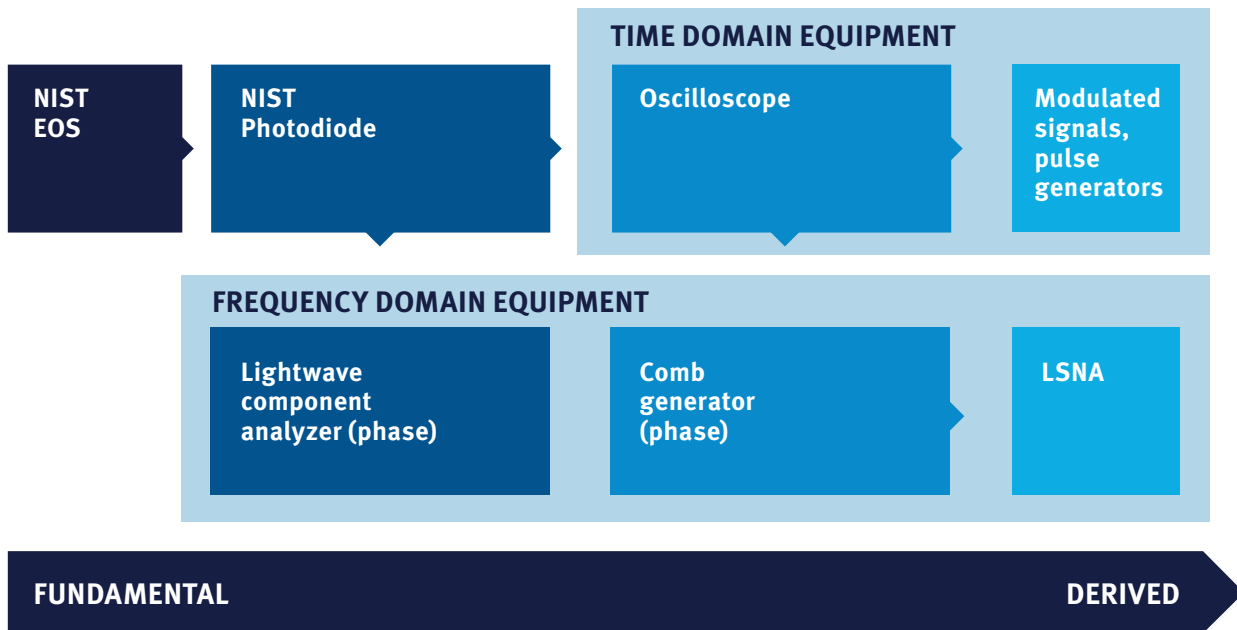 TIME DOMAIN EQUIPMENT
NIST
EOS
NIST
Photodiode
Oscilloscope
Modulated
signals,
pulse
generators
FREQUENCY DOMAIN EQUIPMENT
Lightwave
component
analyzer (phase)
Comb
generator
(phase)
LSNA
FUNDAMENTAL
DERIVED